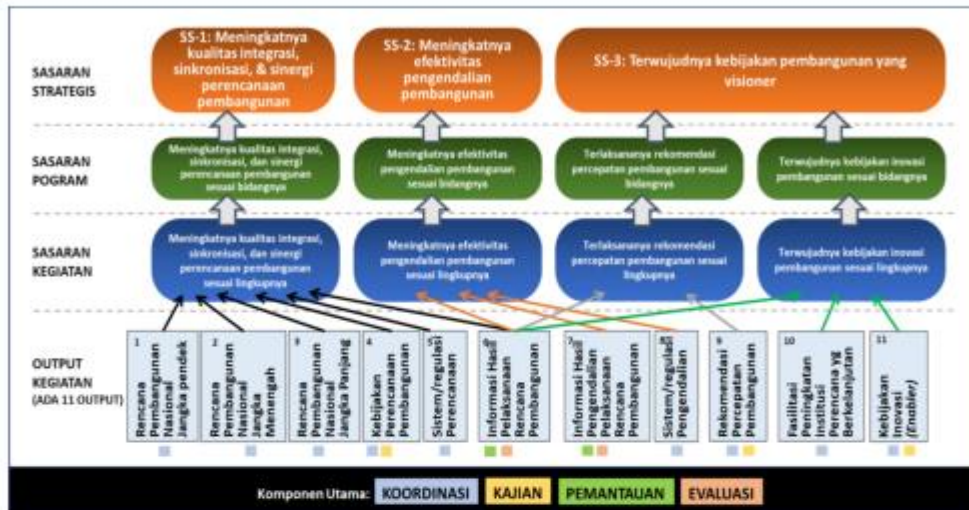 SASARAN
STRATEGIS
SS-1: Meningkatnya
kualitas integrasi,
sinkronisasi, & sinergi
perencanaan
pembangunan
SS-2: Meningkatnya
efektivitas
pengendalian
pembangunan
SS-3: Terwujudnya kebijakan pembangunan yang
visioner
SASARAN
POGRAM
Meningkatnya kualitas integrasi,
sinkronisasi, dan sinergi
perencanaan pembangunan
sesuai bidangnya
Meningkatnya efektivitas
pengendalian pembangunan
sesuai bidangnya
Terlaksananya rekomendasi
percepatan pembangunan sesuai
bidangnya
Terwujudnya kebijakan inovasi
pembangunan sesuai bidangnya
SASARAN
KEGIATAN
Meningkatnya kualitas integrasi,
sinkronisasi, dan sinergi
perencanaan pembangunan
sesuai lingkupnya
Meningkatnya efektivitas
pengendalian pembangunan
sesuai lingkupnya
Terlaksananya rekomendasi
percepatan pembangunan sesuai
lingkupnya
Terwujudnya kebijakan inovasi
pembangunan sesuai lingkupnya
OUTPUT
KEGIATAN
(ADA 11 OUTPUT)
1
Rencana
Pembangunan
Nasional
Jangka pendek
2
Rencana
Pembangunan
Nasional
Jangka
Menengah
3
Rencana
Pembangunan
Nasional
Jangka Panjang
4
Kebijakan
Perencanaan
Pembangunan
5
Sistem/regulasi
Perencanaan
6
Informasi Hasil
Pelaksanaan
Rencana
Pembangunan
7
Informasi Hasil
Pengendalian
Pelaksanaan
Rencana
Pembangunan
8
Sistem/regulasi
Pengendalian
9
Rekomendasi
Percepatan
Pembangunan
10
Fasilitasi
Peningkatan
Institusi
Perencana yg
Berkelanjutan
11
Kebijakan
Inovasi
(Enabler)
Komponen Utama: KOORDINASI KAJIAN PEMANTAUAN EVALUASI